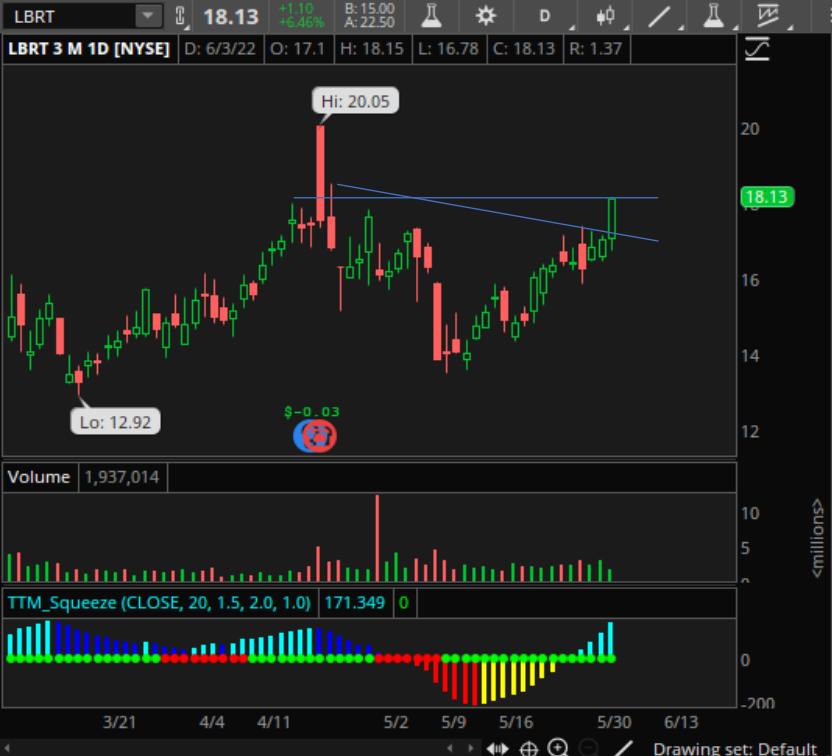 LBRT 18.13 +1.10 B: 15.00 D
+6.46% A: 22.50
LBRT 3 M 1D [NYSE] D: 6/3/22 O: 17.1 H: 18.15 L: 16.78 C: 18.13 R: 1.37
Hi: 20.05
20
18.13
16
14
$-0.03
Lo: 12.92
12
Volume 1,937,014
10
5
<millions>
TTM_Squeeze (CLOSE, 20, 1.5, 2.0, 1.0) 171.349 0
0
-200
3/21 4/4 4/11 5/2 5/9 5/16 5/30 6/13
Drawing set: Default